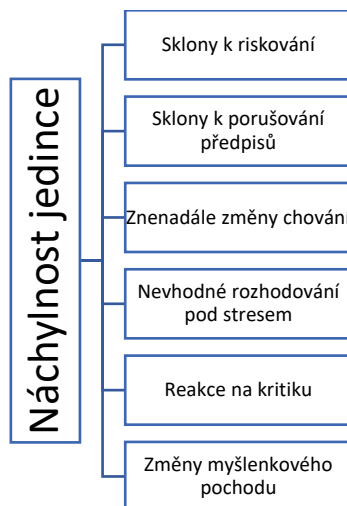 Náchylnost jedince
Sklony k riskování
Sklony k porušování
předpisů
Znenadále změny chování
Nevhodné rozhodování
pod stresem
Reakce na kritiku
Změny myšlenkového
pochodu